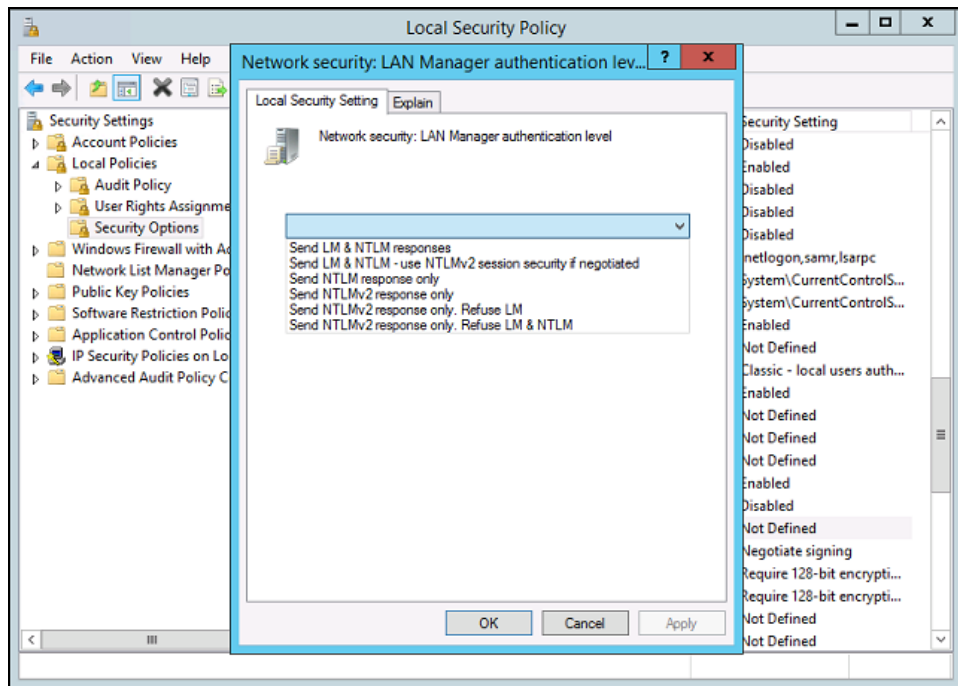 Local Security Policy
File Action View Help
Network security: LAN Manager authentication lev...
?
Local Security Setting
Explain
Network security: LAN Manager authentication level
Send LM & NTLM responses
Send LM & NTLM - use NTLMv2 session security if negotiated
Send NTLM response only
Send NTLMv2 response only
Send NTLMv2 response only. Refuse LM
Send NTLMv2 response only. Refuse LM & NTLM
OK
Cancel
Apply
Security Settings
Account Policies
Local Policies
Audit Policy
User Rights Assignme
Security Options
Windows Firewall with Ad
Network List Manager Po
Public Key Policies
Software Restriction Polic
Application Control Polic
IP Security Policies on Lo
Advanced Audit Policy C
Security Setting
Disabled
Enabled
Disabled
Disabled
Disabled
netlogon,samr,lsarpc
System\CurrentControlS...
System\CurrentControlS...
Enabled
Not Defined
Classic - local users auth...
Enabled
Not Defined
Not Defined
Not Defined
Enabled
Disabled
Not Defined
Negotiate signing
Require 128-bit encrypti...
Require 128-bit encrypti...
Not Defined
Not Defined